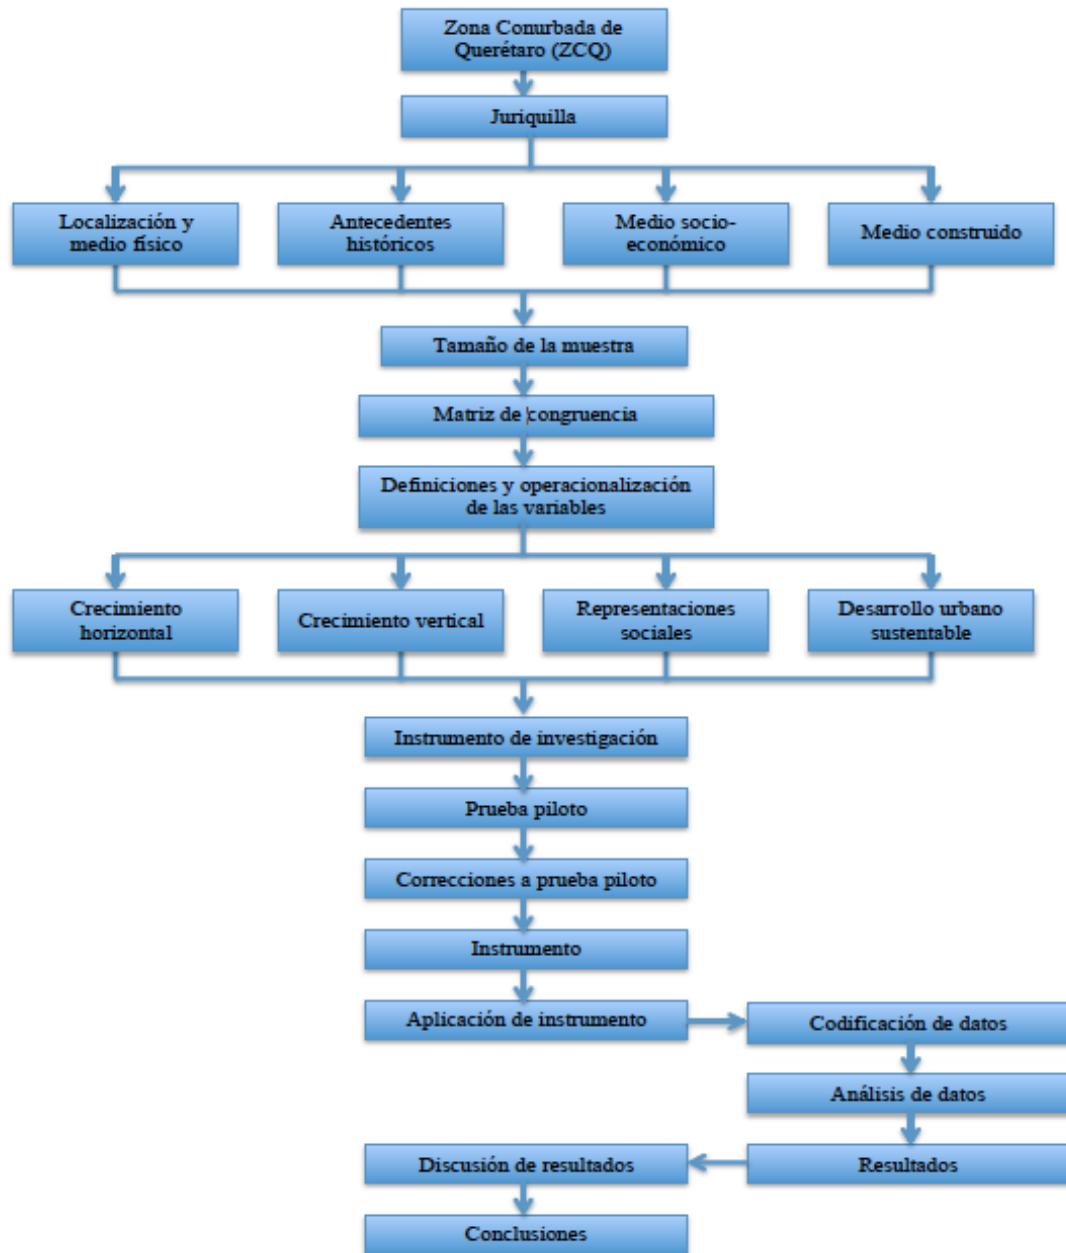 Zona Conurbada de
Querétaro (ZCQ)
Juriquilla
Localización y
medio físico
Antecedentes
históricos
Medio socio-
económico
Medio construido
Tamaño de la muestra
Matriz de congruencia
Definiciones y operacionalización
de las variables
Crecimiento
horizontal
Crecimiento vertical
Representaciones
sociales
Desarrollo urbano
sustentable
Instrumento de investigación
Prueba piloto
Correcciones a prueba piloto
Instrumento
Aplicación de instrumento
Codificación de datos
Análisis de datos
Resultados
Discusión de resultados
Conclusiones